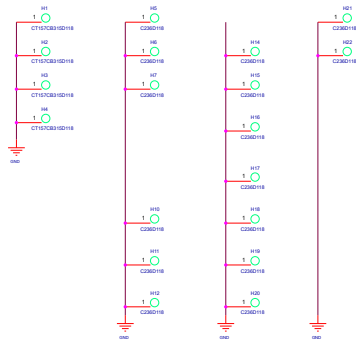 H1
1
CT157CB315D118
H2
1
CT157CB315D118
H3
1
CT157CB315D118
H4
1
CT157CB315D118
GND
H5
1
C236D118
H6
1
C236D118
H7
1
C236D118
H10
1
C236D118
H11
1
C236D118
H12
1
C236D118
GND
H14
1
C236D118
H15
1
C236D118
H16
1
C236D118
H17
1
C236D118
H18
1
C236D118
H19
1
C236D118
H20
1
C236D118
GND
H21
1
C236D118
H22
1
C236D118
GND